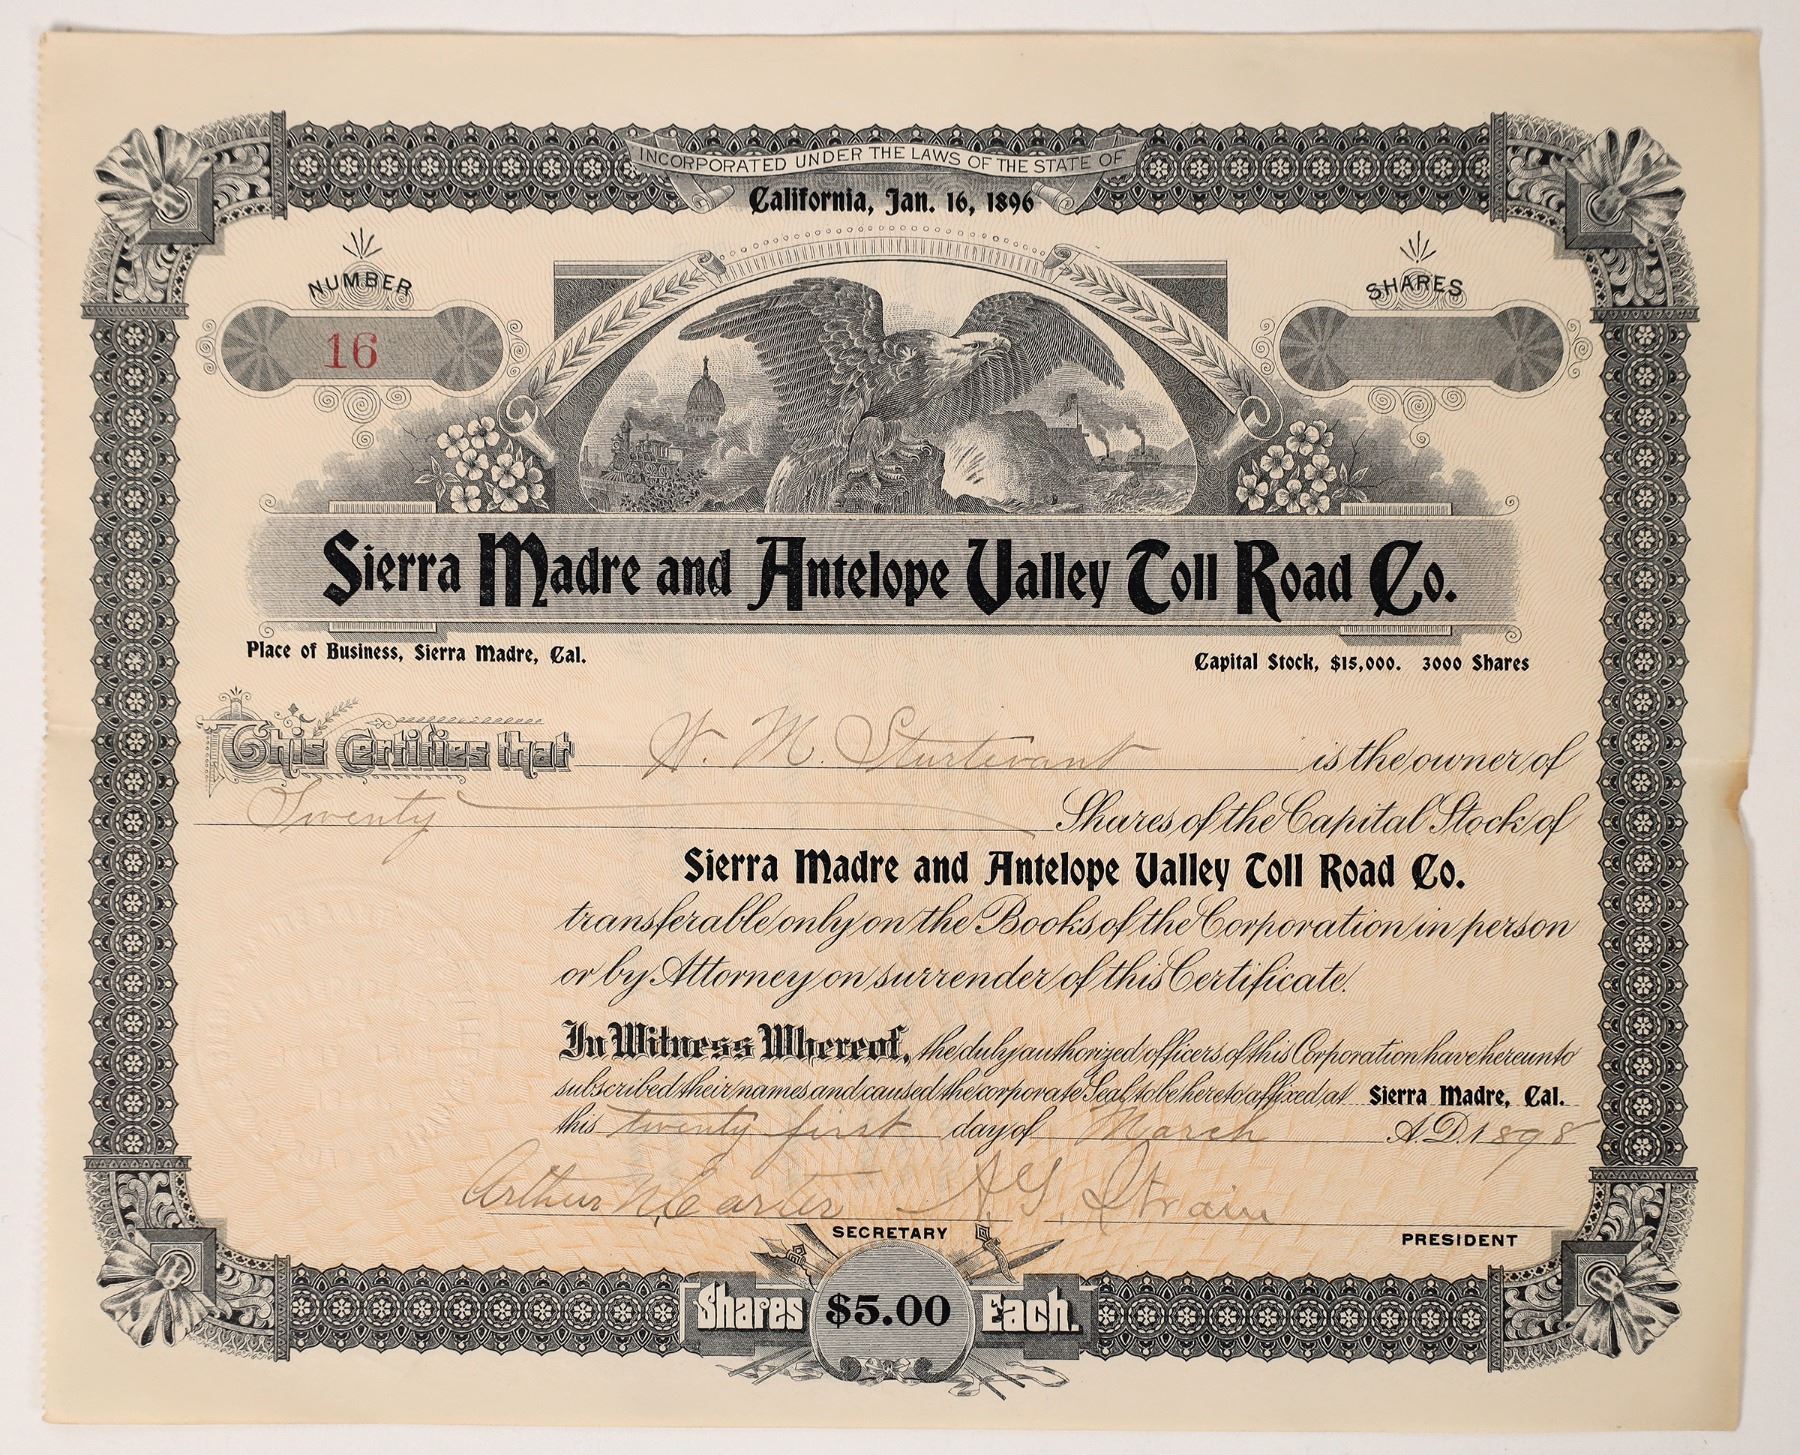 INCORPORATED UNDER THE LAWS OF THE STATE OF
California, Jan. 16, 1896
NUMBER
16
SHARES
Sierra Madre and Antelope Valley Toll Road Co.
Place of Business, Sierra Madre, Cal.
Capital Stock, $15,000. 3000 Shares
This Certifies that W. M. Sturtevant is the owner of
Twenty Shares of the Capital Stock of
Sierra Madre and Antelope Valley Toll Road Co.
transferable only on the Books of the Corporation in person
or by Attorney on surrender of this Certificate.
In Witness Whereof, the duly authorized officers of this Corporation have hereunto
subscribed their names and caused the corporate Seal to be hereto affixed at Sierra Madre, Cal.
this twenty first day of March A.D. 1898
Arthur N. Carter A. G. Strain
SECRETARY
PRESIDENT
Shares $5.00 Each.